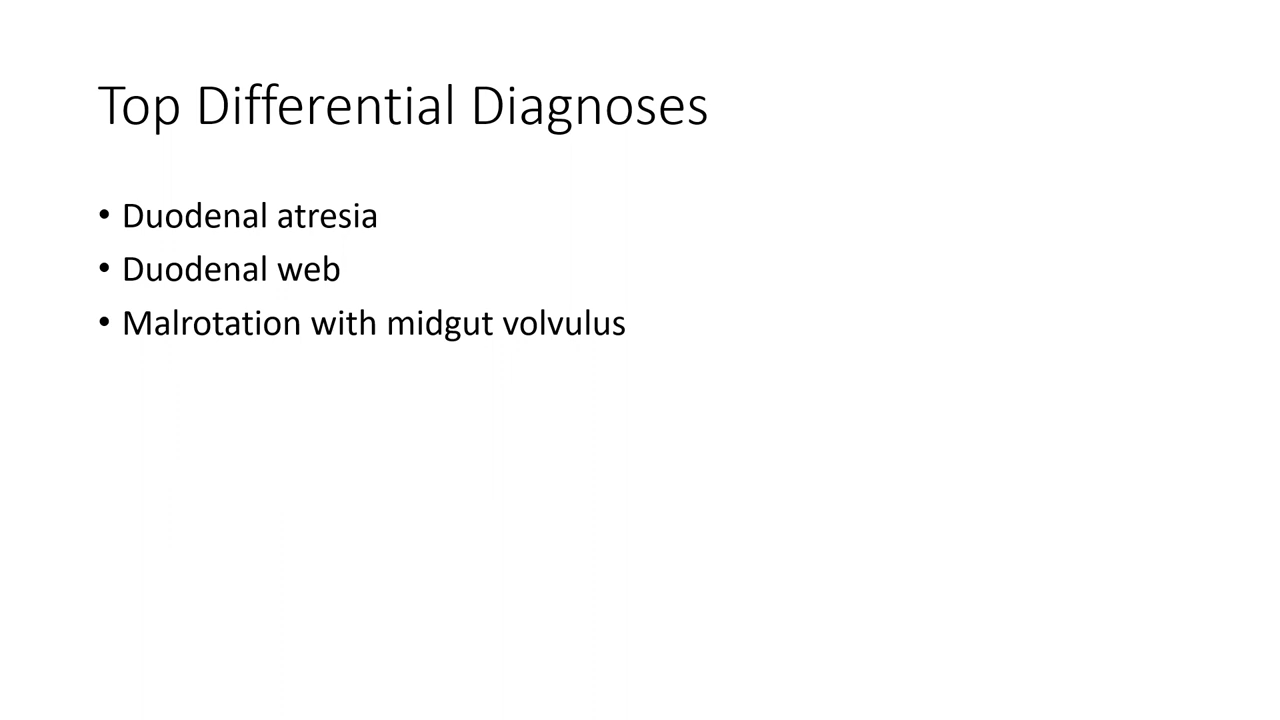 Top Differential Diagnoses
• Duodenal atresia
• Duodenal web
• Malrotation with midgut volvulus